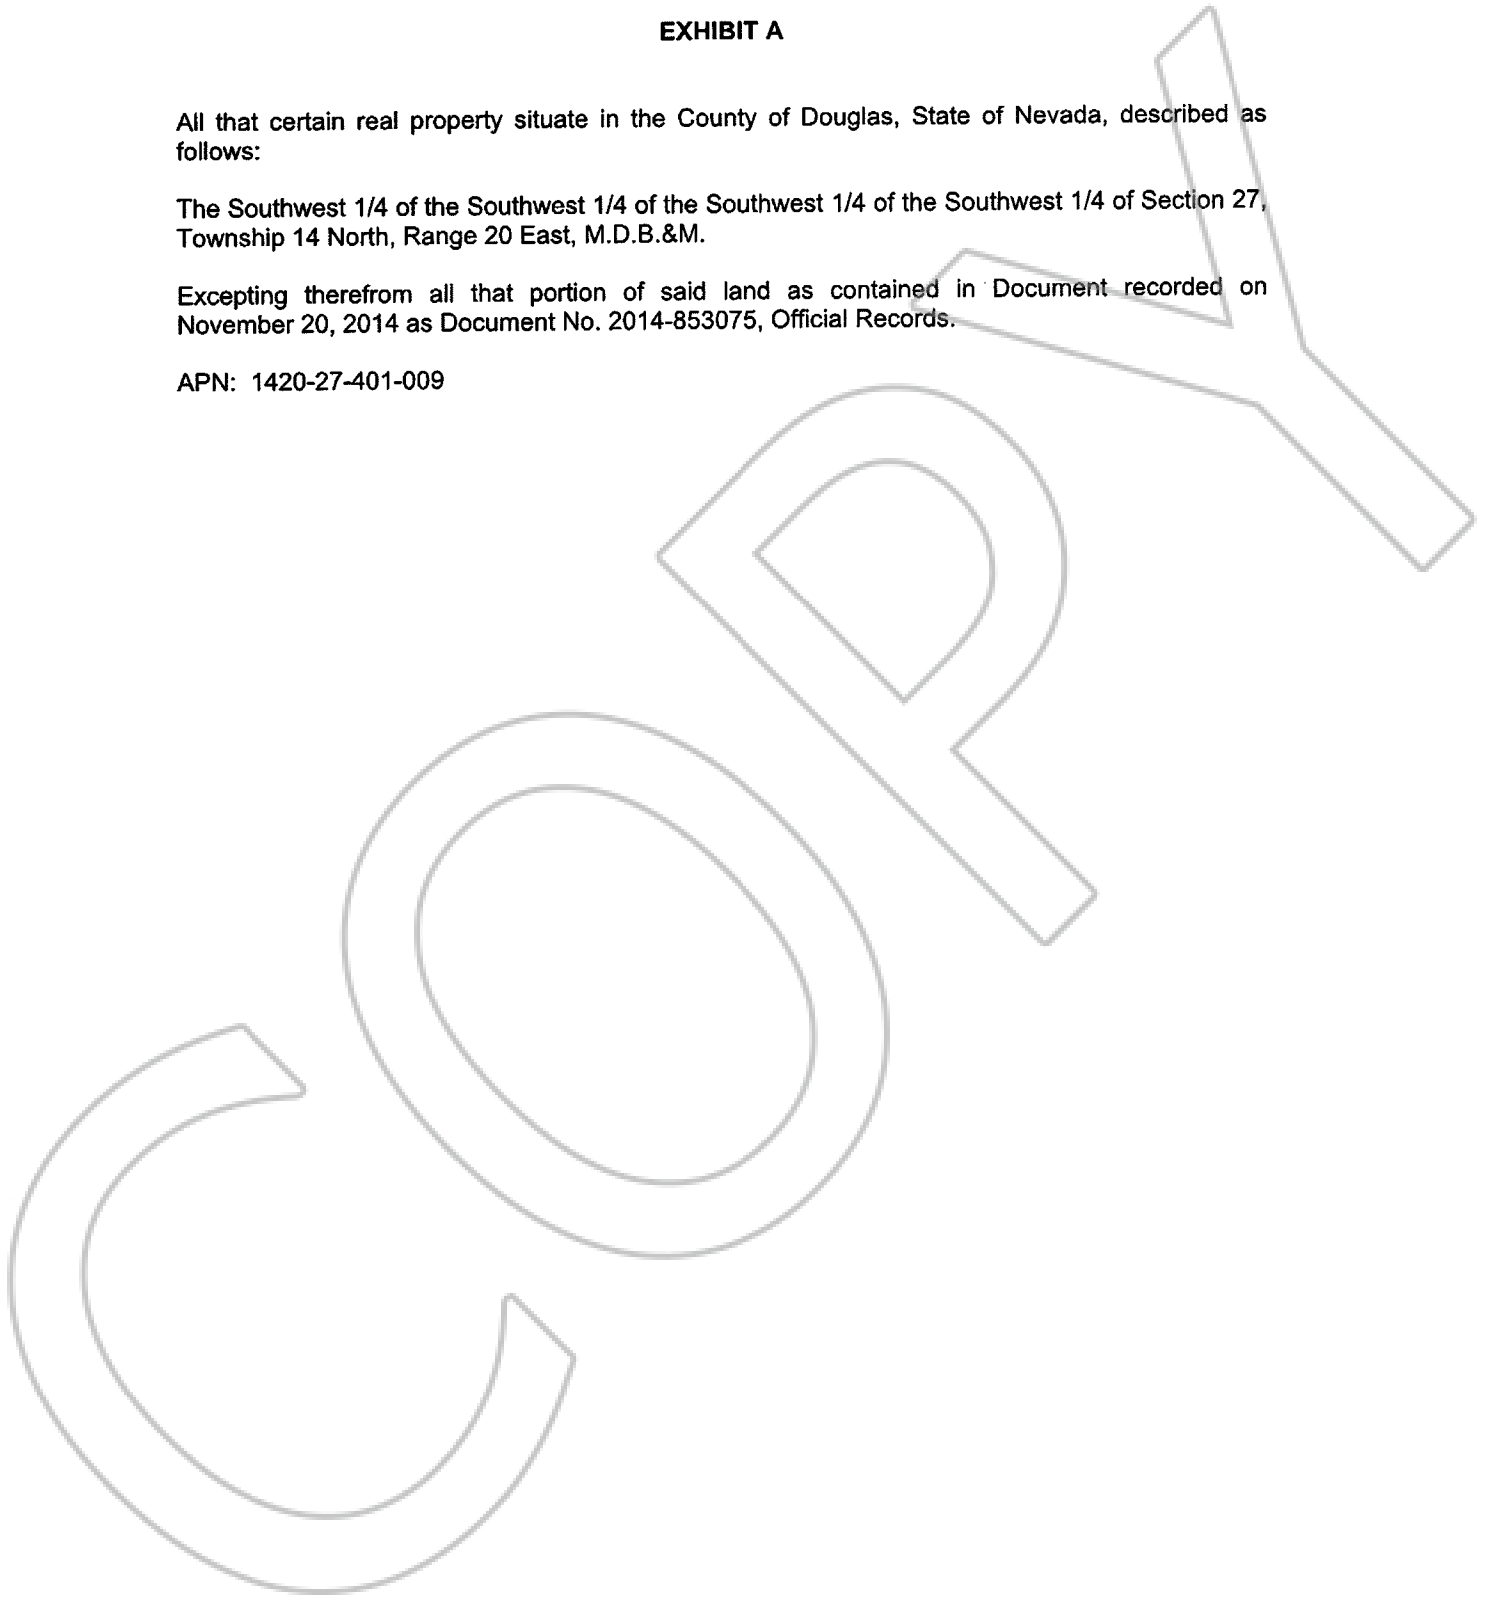 EXHIBIT A
All that certain real property situate in the County of Douglas, State of Nevada, described as
follows:
The Southwest 1/4 of the Southwest 1/4 of the Southwest 1/4 of the Southwest 1/4 of Section 27,
Township 14 North, Range 20 East, M.D.B.&M.
Excepting therefrom all that portion of said land as contained in Document recorded on
November 20, 2014 as Document No. 2014-853075, Official Records.
APN: 1420-27-401-009
COPY